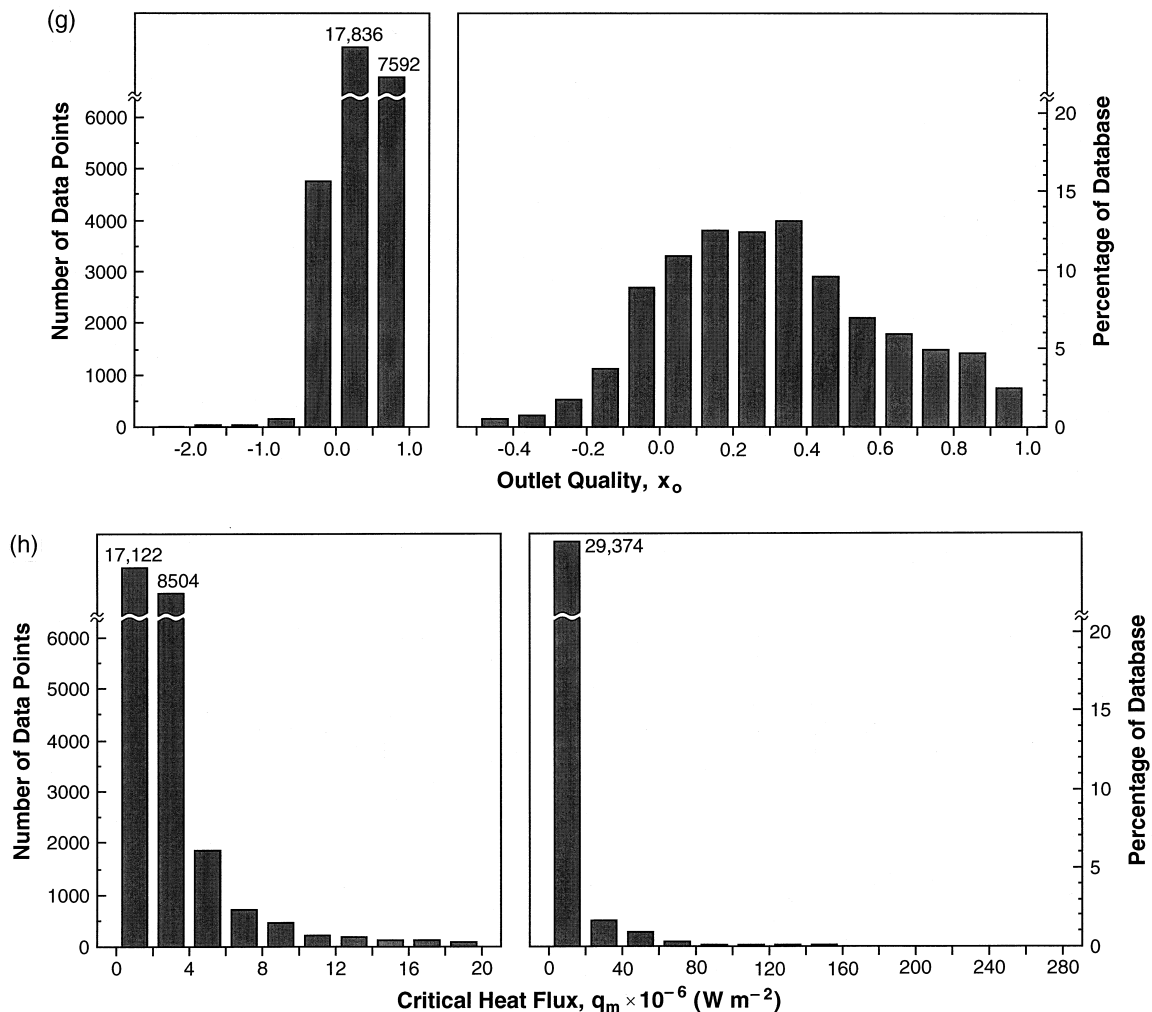 (g)
17,836
7592
Number of Data Points
6000
5000
4000
3000
2000
1000
0
-2.0 -1.0 0.0 1.0
-0.4 -0.2 0.0 0.2 0.4 0.6 0.8 1.0
20
15
10
5
0
Percentage of Database
Outlet Quality, xₒ
(h)
17,122
8504
29,374
Number of Data Points
6000
5000
4000
3000
2000
1000
0
0 4 8 12 16 20
0 40 80 120 160 200 240 280
20
15
10
5
0
Percentage of Database
Critical Heat Flux, qₘ × 10⁻⁶ (W m⁻²)